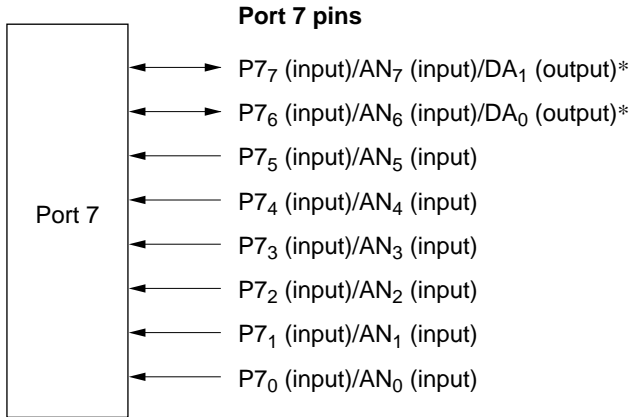 Port 7 pins
P7₇ (input)/AN₇ (input)/DA₁ (output)*
P7₆ (input)/AN₆ (input)/DA₀ (output)*
P7₅ (input)/AN₅ (input)
Port 7
P7₄ (input)/AN₄ (input)
P7₃ (input)/AN₃ (input)
P7₂ (input)/AN₂ (input)
P7₁ (input)/AN₁ (input)
P7₀ (input)/AN₀ (input)